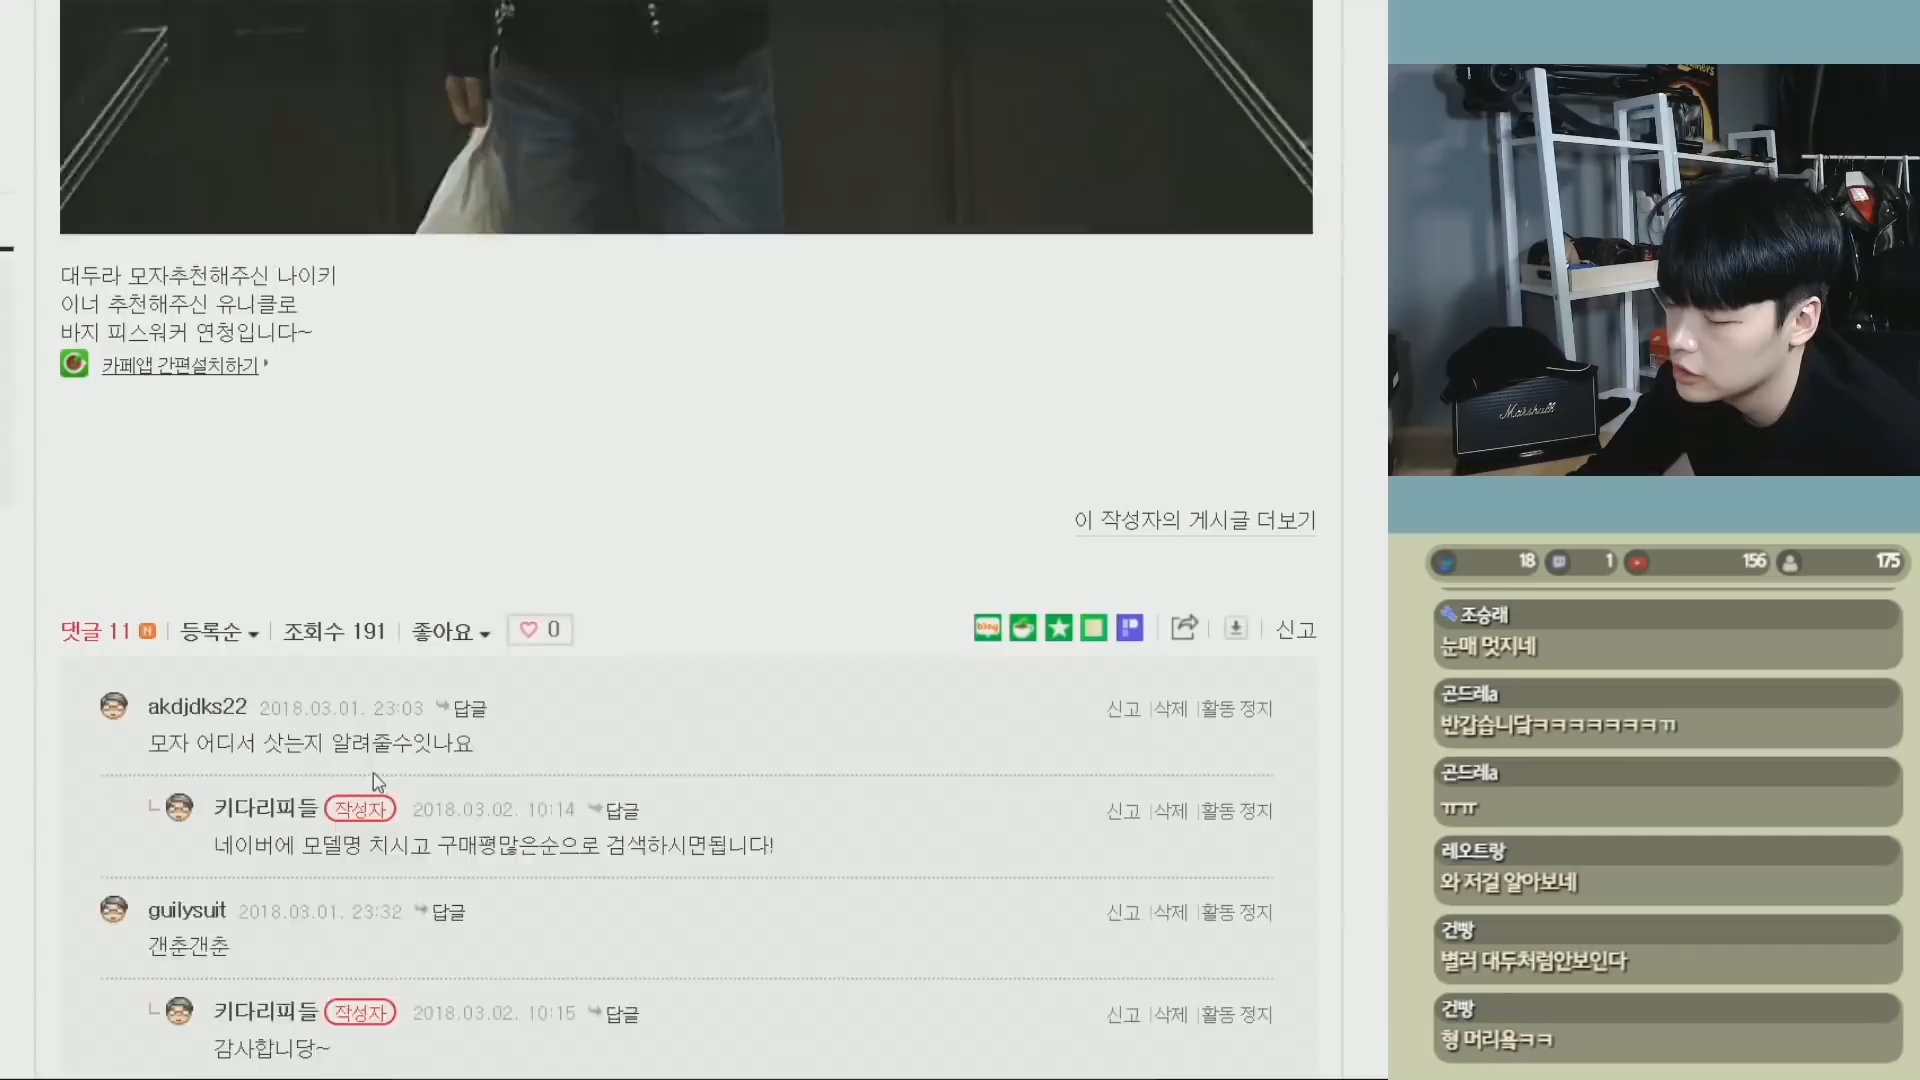 대두라 모자추천해주신 나이키
이너 추천해주신 유니클로
바지 피스워커 연청입니다~
카페앱 간편설치하기
이 작성자의 게시글 더보기
댓글 11 N 등록순 조회수 191 좋아요 0
blog P 신고
akdjdks22 2018.03.01. 23:03 답글 신고 삭제 활동 정지
모자 어디서 삿는지 알려줄수잇나요
키다리피들 작성자 2018.03.02. 10:14 답글 신고 삭제 활동 정지
네이버에 모델명 치시고 구매평많은순으로 검색하시면됩니다!
guilysuit 2018.03.01. 23:32 답글 신고 삭제 활동 정지
갠춘갠춘
키다리피들 작성자 2018.03.02. 10:15 답글 신고 삭제 활동 정지
감사합니당~
Marshall
18 1 156 175
조승래
눈매 멋지네
곤드레a
반갑습니닼ㅋㅋㅋㅋㅋㅋㅋㄲ
곤드레a
ㅠㅠ
레오트랑
와 저걸 알아보네
건빵
별러 대두처럼안보인다
건빵
형 머리욬ㅋㅋ